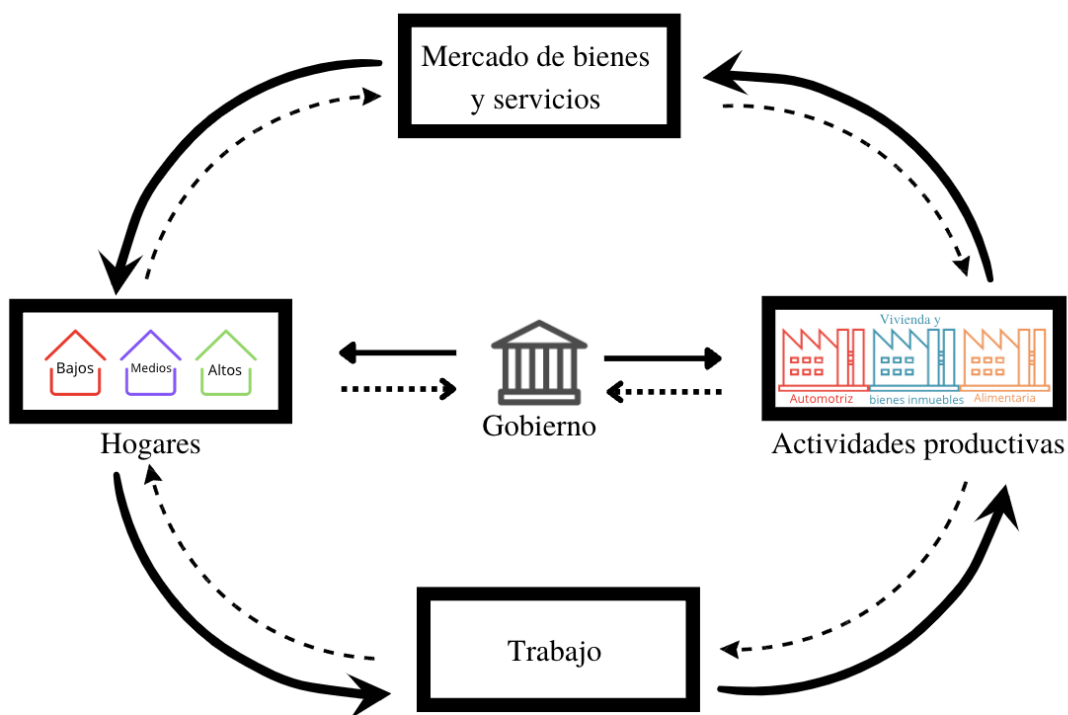 Mercado de bienes
y servicios
Bajos
Medios
Altos
Hogares
Gobierno
Vivienda y
bienes inmuebles
Automotriz
Alimentaria
Actividades productivas
Trabajo